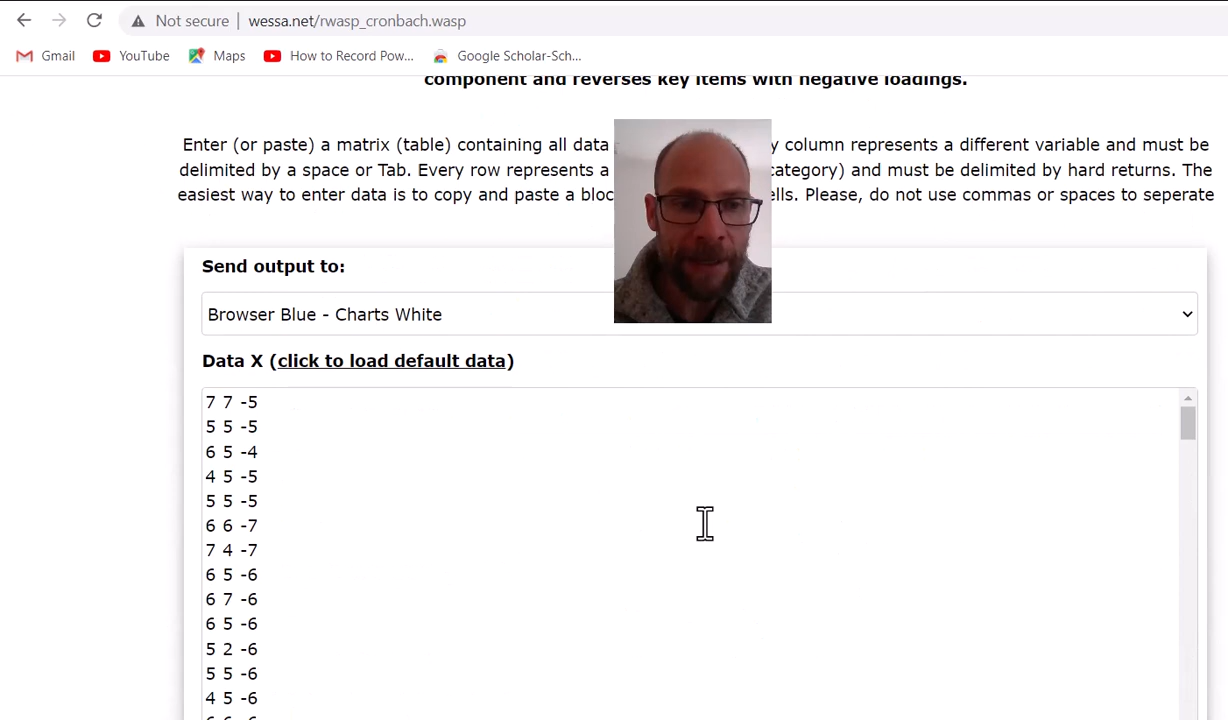 Not secure | wessa.net/rwasp_cronbach.wasp
Gmail YouTube Maps How to Record Pow... Google Scholar-Sch...
component and reverses key items with negative loadings.
Enter (or paste) a matrix (table) containing all data y column represents a different variable and must be
delimited by a space or Tab. Every row represents a category) and must be delimited by hard returns. The
easiest way to enter data is to copy and paste a bloc lls. Please, do not use commas or spaces to seperate
Send output to:
Browser Blue - Charts White
Data X (click to load default data)
7 7 -5
5 5 -5
6 5 -4
4 5 -5
5 5 -5
6 6 -7
7 4 -7
6 5 -6
6 7 -6
6 5 -6
5 2 -6
5 5 -6
4 5 -6